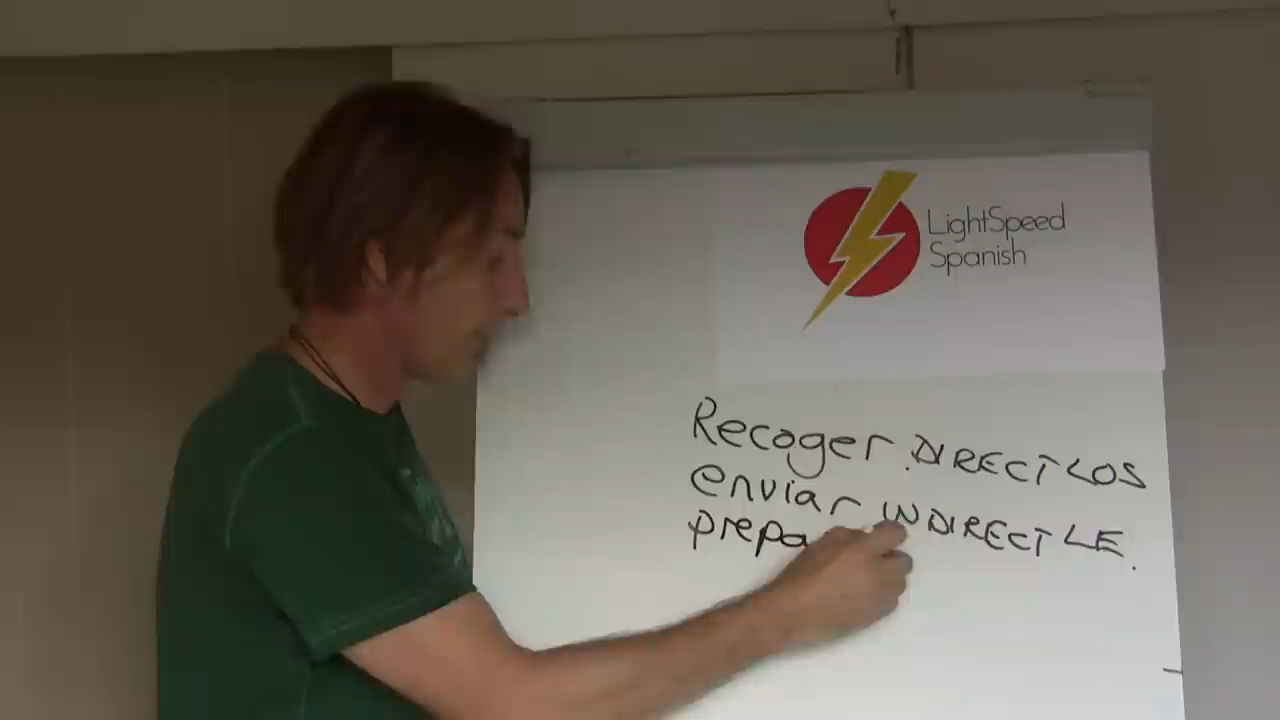 LightSpeed
Spanish
Recoger. DIRECT LOS
enviar INDIRECT LE.
prepa